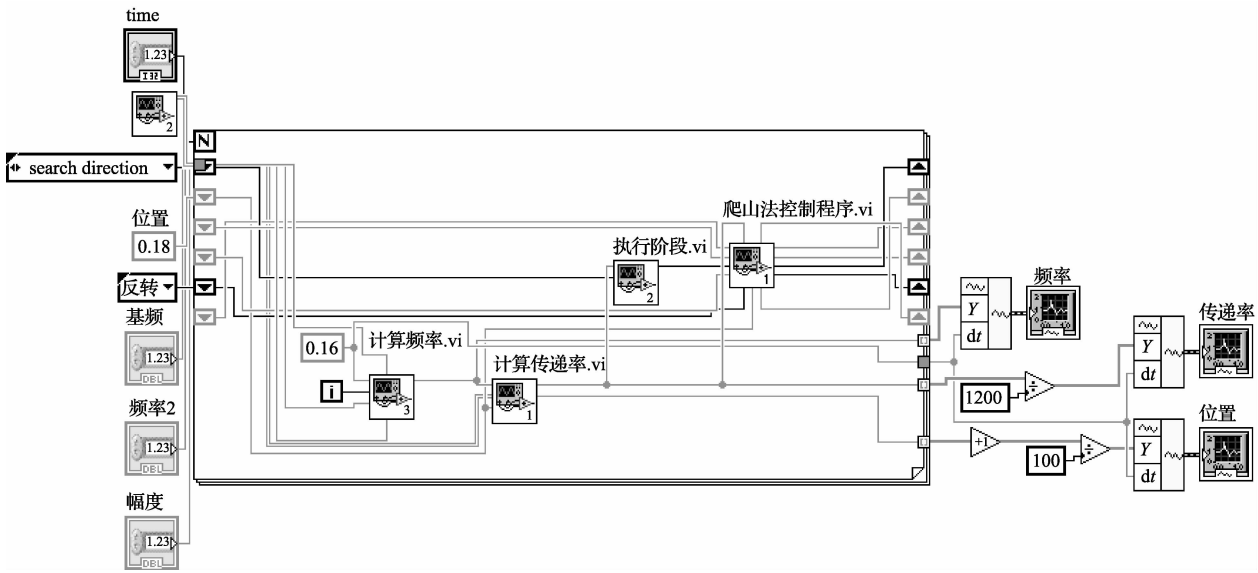 time
1.23
I32
2
N
search direction
位置
0.18
反转
基频
1.23
DBL
频率2
1.23
DBL
幅度
1.23
DBL
0.16
i
计算频率.vi
3
计算传递率.vi
1
执行阶段.vi
2
爬山法控制程序.vi
1
频率
Y
dt
1200
÷
传递率
Y
dt
+1
100
÷
位置
Y
dt